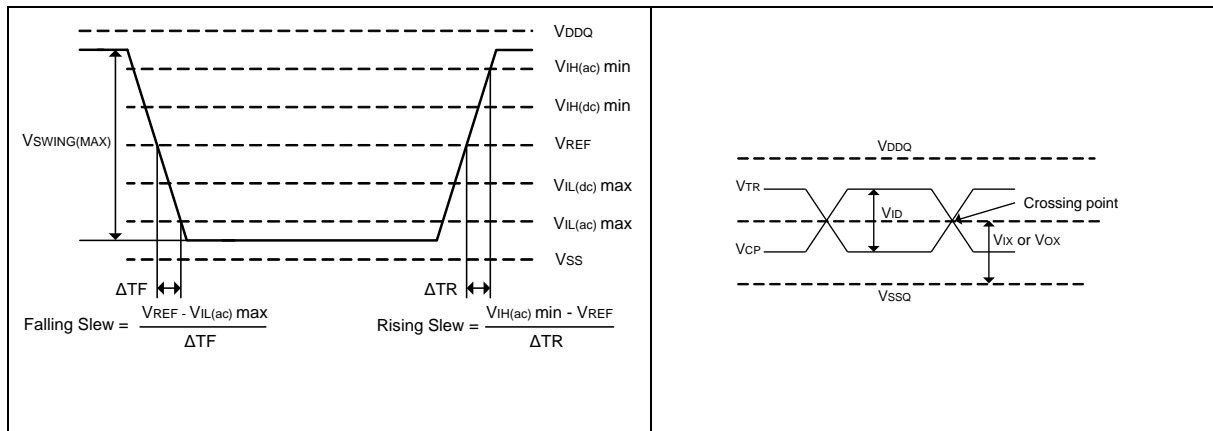 VDDQ
VIH(ac) min
VIH(dc) min
VSWING(MAX)
VREF
VIL(dc) max
VIL(ac) max
VSS
ΔTF
ΔTR
Falling Slew = VREF - VIL(ac) max
ΔTF
Rising Slew = VIH(ac) min - VREF
ΔTR
VDDQ
VTR
Crossing point
VID
VIX or VOX
VCP
VSSQ